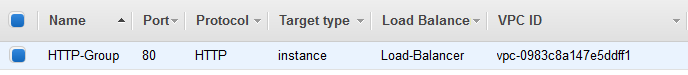 Name Port Protocol Target type Load Balance VPC ID
HTTP-Group 80 HTTP instance Load-Balancer vpc-0983c8a147e5ddff1